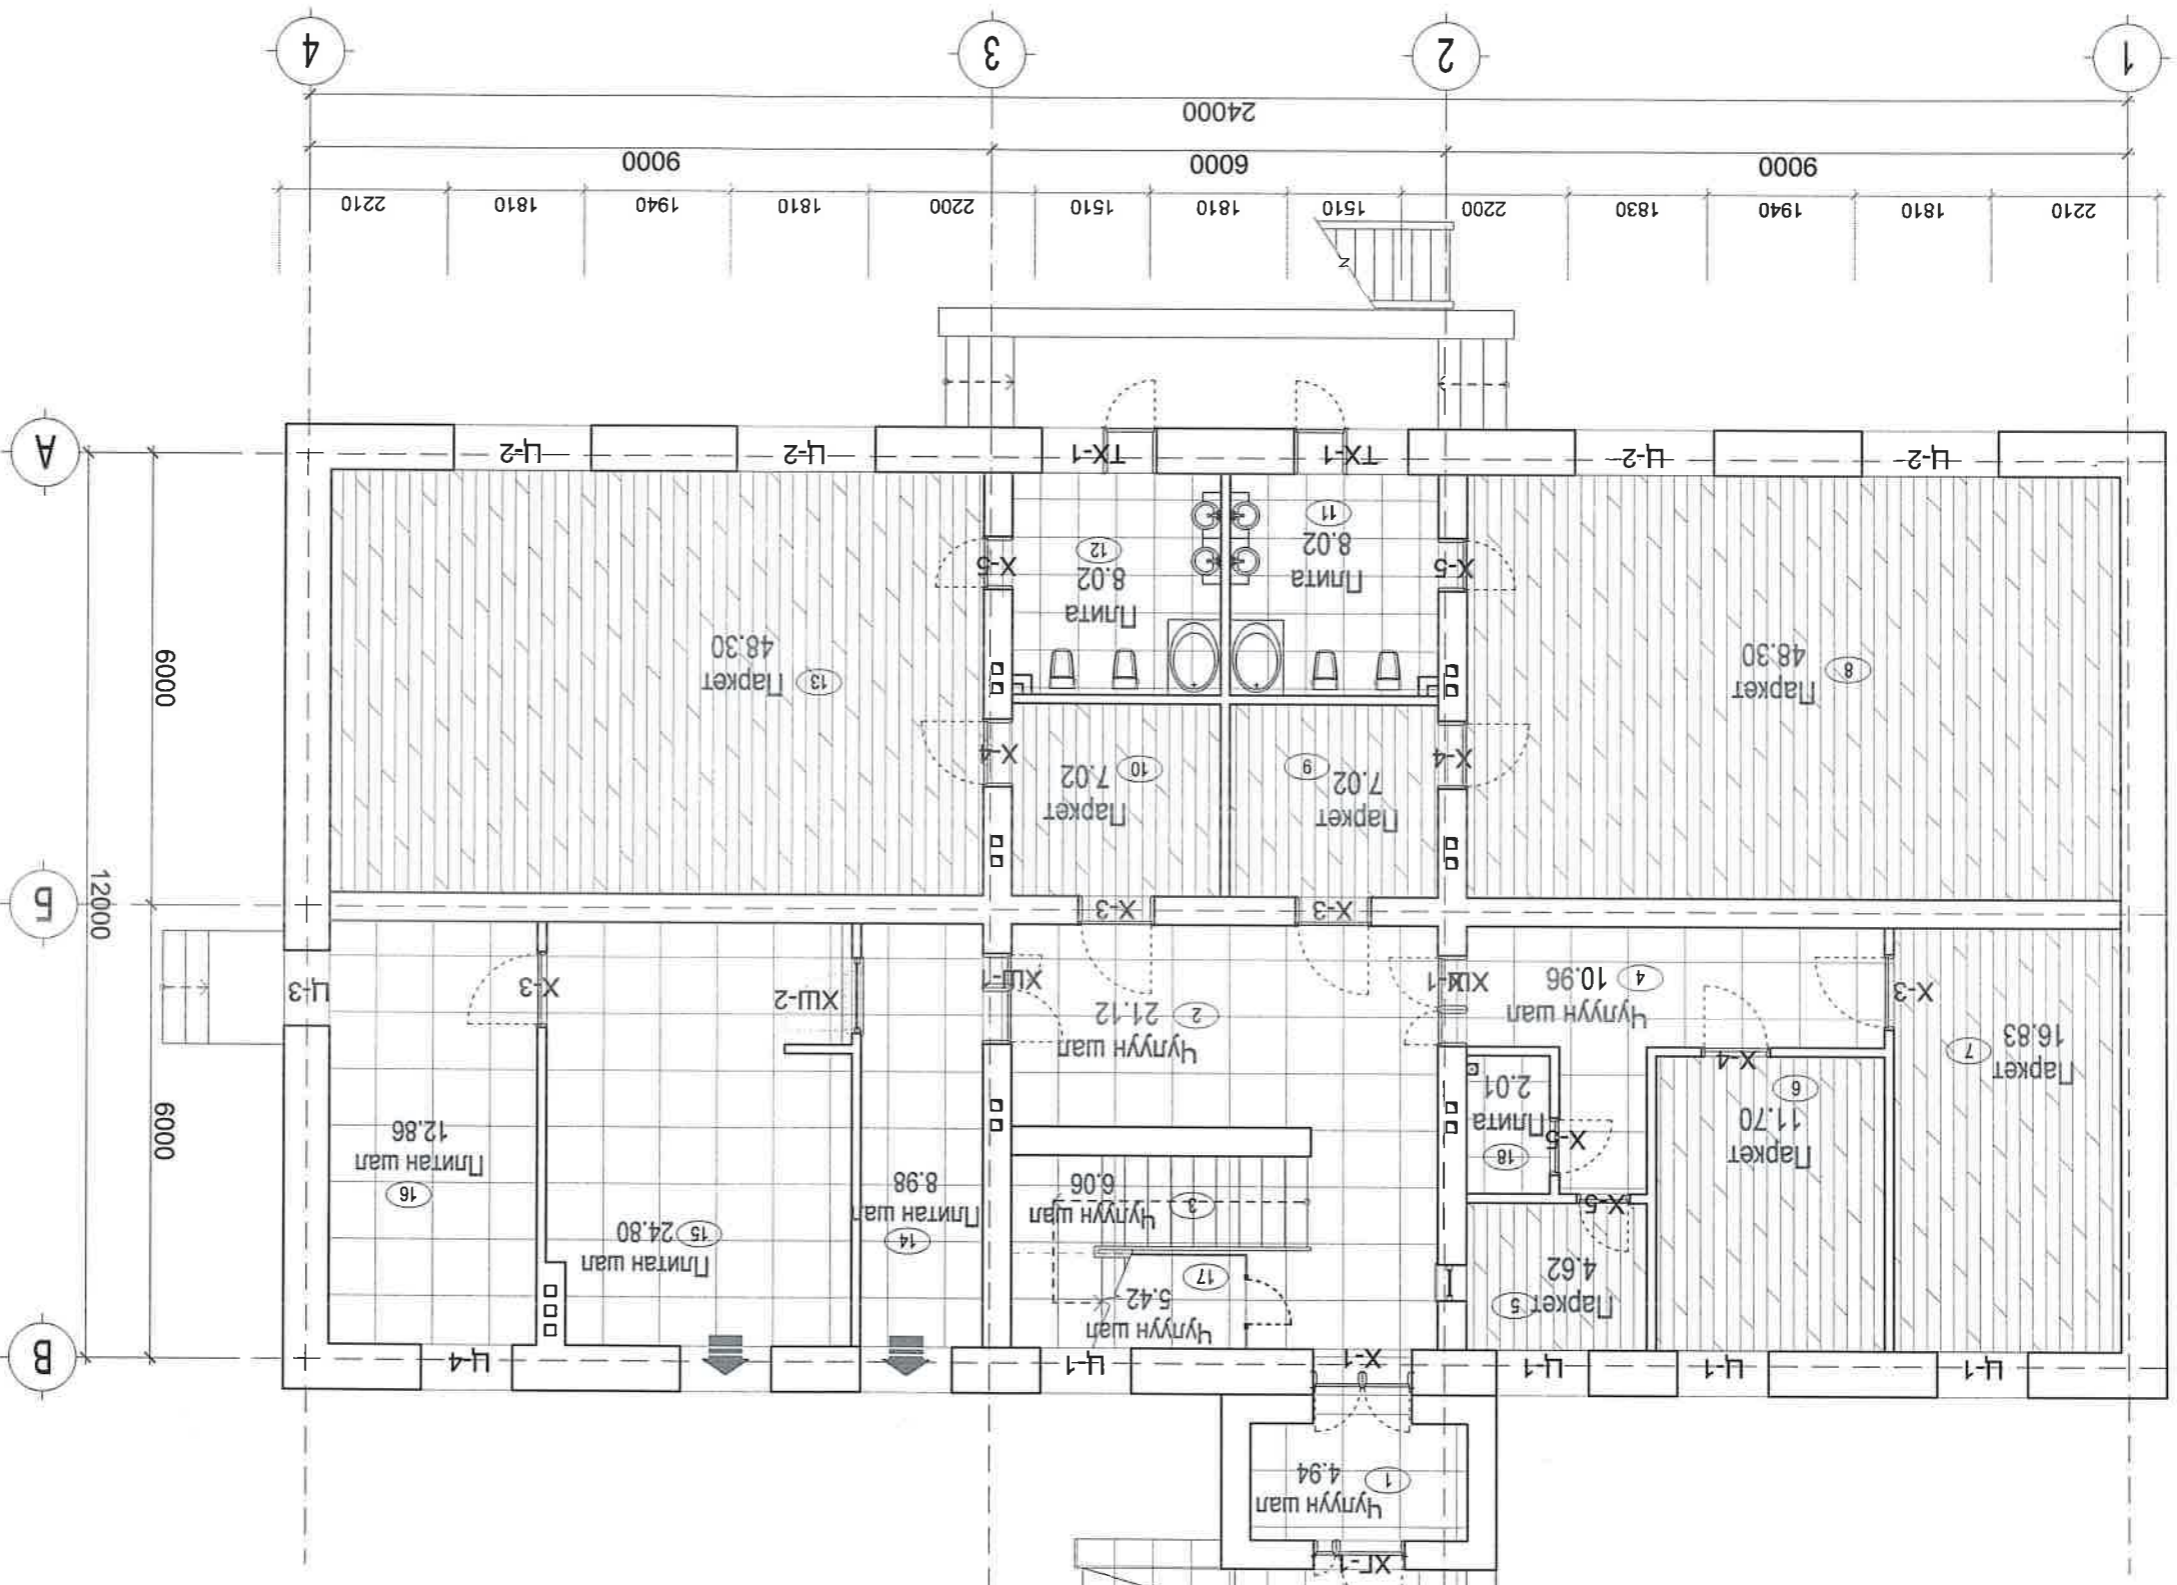 ХГ-1
Чулуун шал
1 4.94
Ц-1
Ц-1
Ц-1
Х-1
Ц-1
Ц-4
В
Паркет 5
4.62
Чулуун шал
5.42
17
Плитан шал
15 24.80
14
Плитан шал
8.98
Х-5
3 Чулуун шал
6.06
16
Плитан шал
12.86
Паркет
11.70
6
18
Плита
2.01
Х-5
Х-4
Паркет
16.83
7
Чулуун шал
2 21.12
Х-3
Чулуун шал
4 10.96
ХШ-1
ХШ-1
ХШ-2
Х-3
Ц-3
6000
12000
Х-3
Х-3
Б
Паркет
7.02
9
Паркет
10 7.02
Х-4
Х-4
Паркет
48.30
8
Паркет
48.30
13
6000
Плита
8.02
11
Плита
8.02
12
Х-5
Х-5
Ц-2
Ц-2
ТХ-1
ТХ-1
Ц-2
Ц-2
А
2210
1810
1940
1830
2200
1510
1810
1510
2200
1810
1940
1810
2210
9000
6000
9000
24000
1
2
3
4